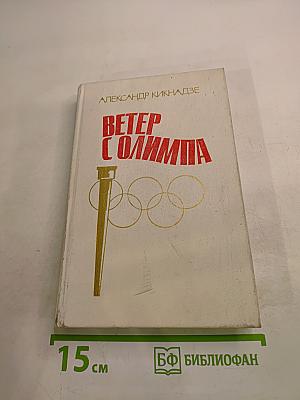 АЛЕКСАНДР КИКНАДЗЕ
ВЕТЕР
С ОЛИМПА
15 см
БФ БИБЛИОФАН